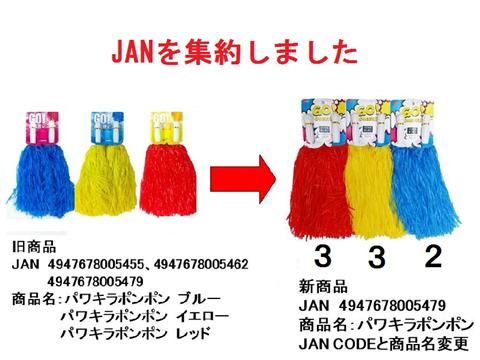 JANを集約しました
GO!
GO!
GO!
GO!
GO!
旧商品
JAN 4947678005455、4947678005462
4947678005479
商品名：パワキラポンポン ブルー
パワキラポンポン イエロー
パワキラポンポン レッド
3 3 2
新商品
JAN 4947678005479
商品名：パワキラポンポン
JAN CODEと商品名変更